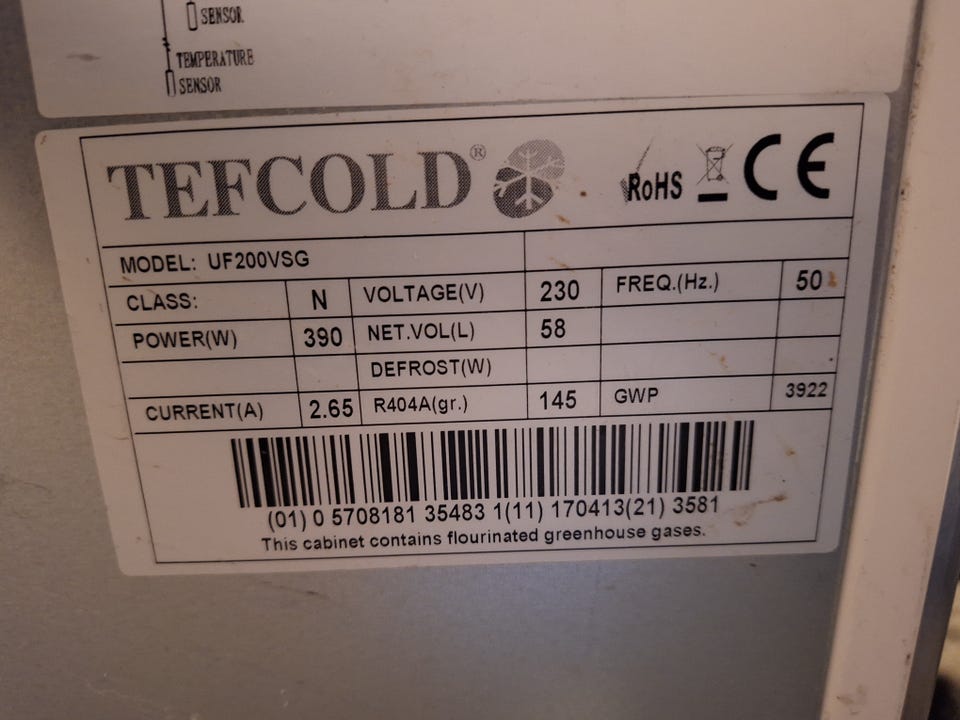 SENSOR
TEMPERATURE
SENSOR
TEFCOLD® RoHS CE
MODEL: UF200VSG
CLASS: N VOLTAGE(V) 230 FREQ.(Hz.) 50
POWER(W) 390 NET.VOL(L) 58
DEFROST(W)
CURRENT(A) 2.65 R404A(gr.) 145 GWP 3922
(01) 0 5708181 35483 1(11) 170413(21) 3581
This cabinet contains flourinated greenhouse gases.